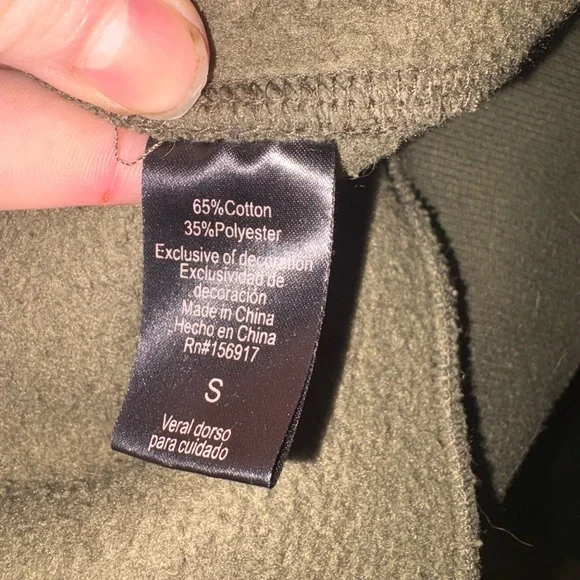 65%Cotton
35%Polyester
Exclusive of decoration
Exclusividad de
decoración
Made in China
Hecho en China
Rn#156917
S
Veral dorso
para cuidado